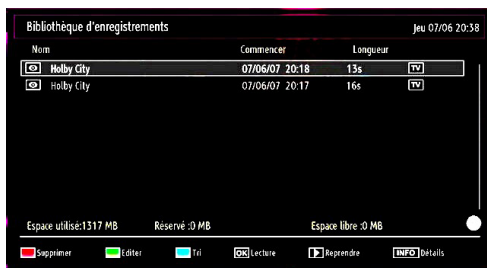 Bibliothèque d'enregistrements Jeu 07/06 20:38
Nom Commencer Longueur
Holby City 07/06/07 20:18 13s TV
Holby City 07/06/07 20:17 16s TV
Espace utilisé:1317 MB Réservé :0 MB Espace libre :0 MB
Supprimer Editer Tri OK Lecture Reprendre INFO Détails